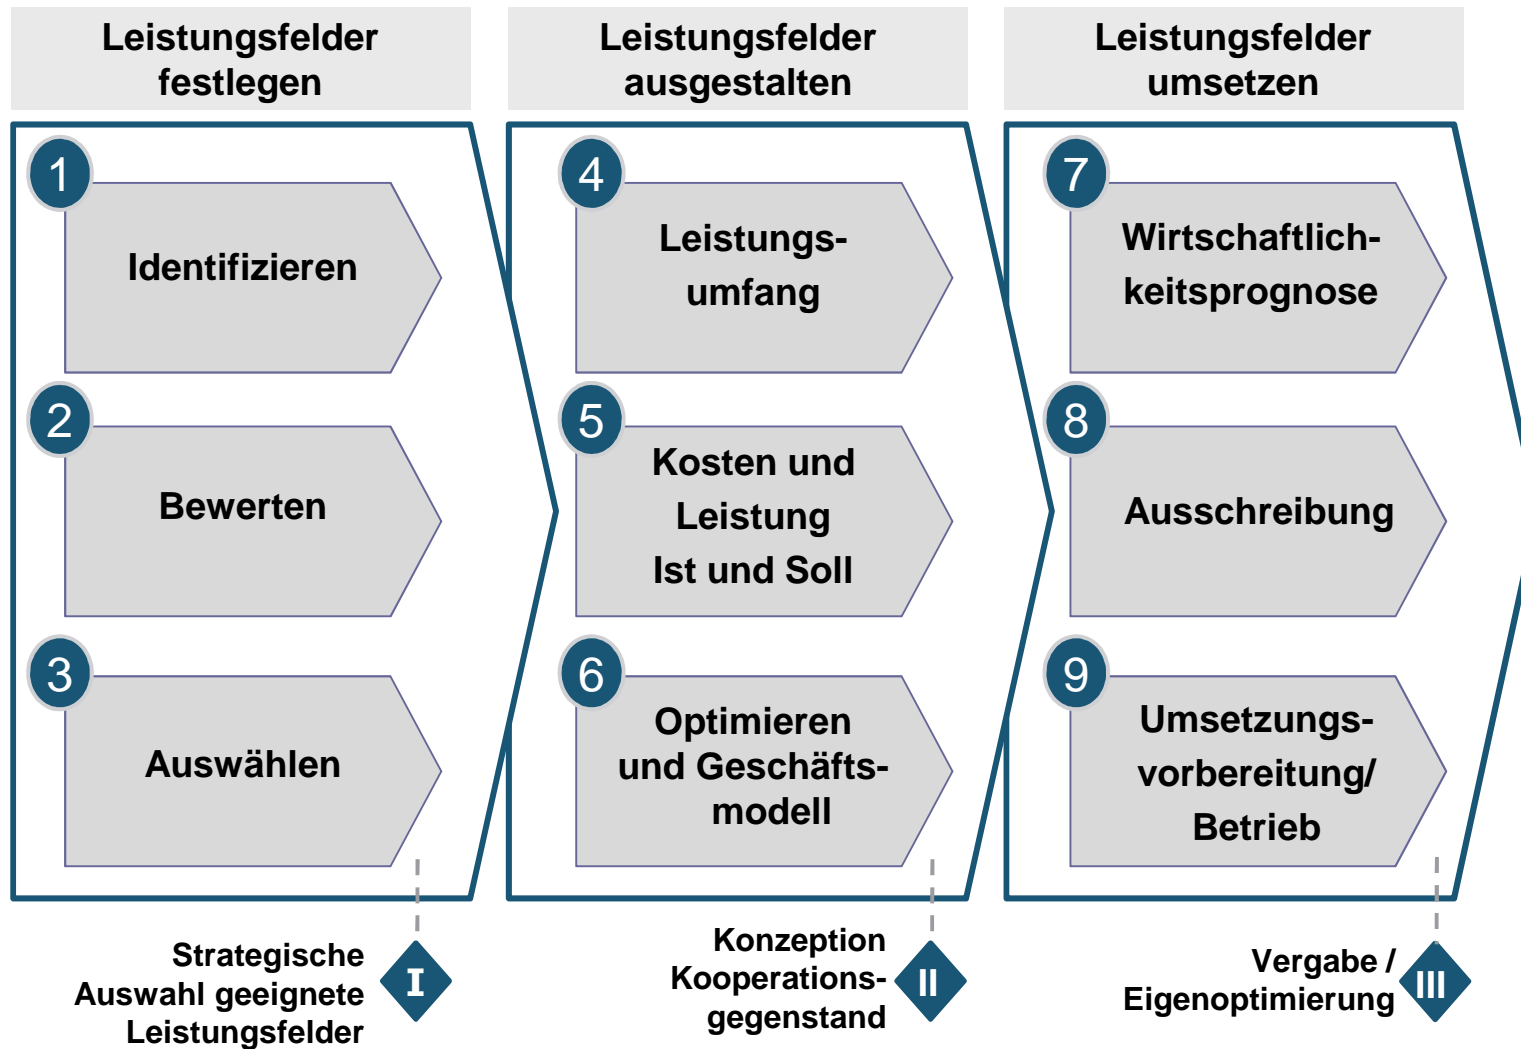 Leistungsfelder
festlegen
1
Identifizieren
2
Bewerten
3
Auswählen
Strategische
Auswahl geeignete
Leistungsfelder
I
Leistungsfelder
ausgestalten
4
Leistungs-
umfang
5
Kosten und
Leistung
Ist und Soll
6
Optimieren
und Geschäfts-
modell
Konzeption
Kooperations-
gegenstand
II
Leistungsfelder
umsetzen
7
Wirtschaftlich-
keitsprognose
8
Ausschreibung
9
Umsetzungs-
vorbereitung/
Betrieb
Vergabe /
Eigenoptimierung
III